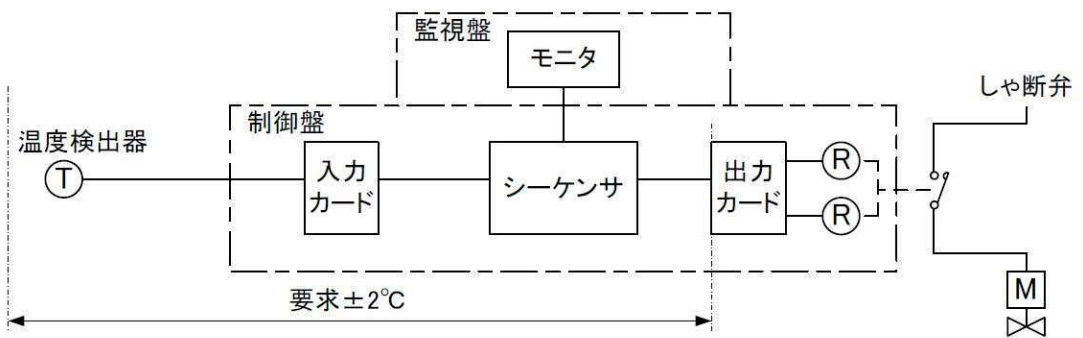 監視盤
モニタ
しゃ断弁
制御盤
温度検出器
T
入力
カード
シーケンサ
出力
カード
R
R
要求±2℃
M